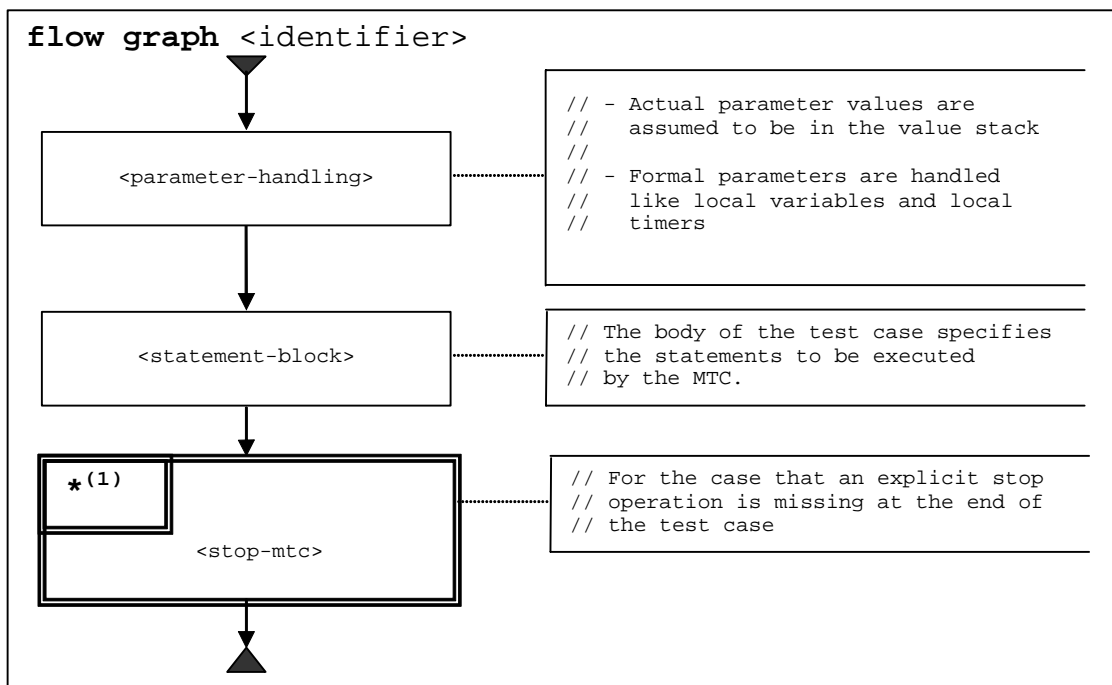 flow graph <identifier>
// - Actual parameter values are
//   assumed to be in the value stack
//
// - Formal parameters are handled
//   like local variables and local
//   timers
<parameter-handling>
// The body of the test case specifies
// the statements to be executed
// by the MTC.
<statement-block>
*(1)
// For the case that an explicit stop
// operation is missing at the end of
// the test case
<stop-mtc>